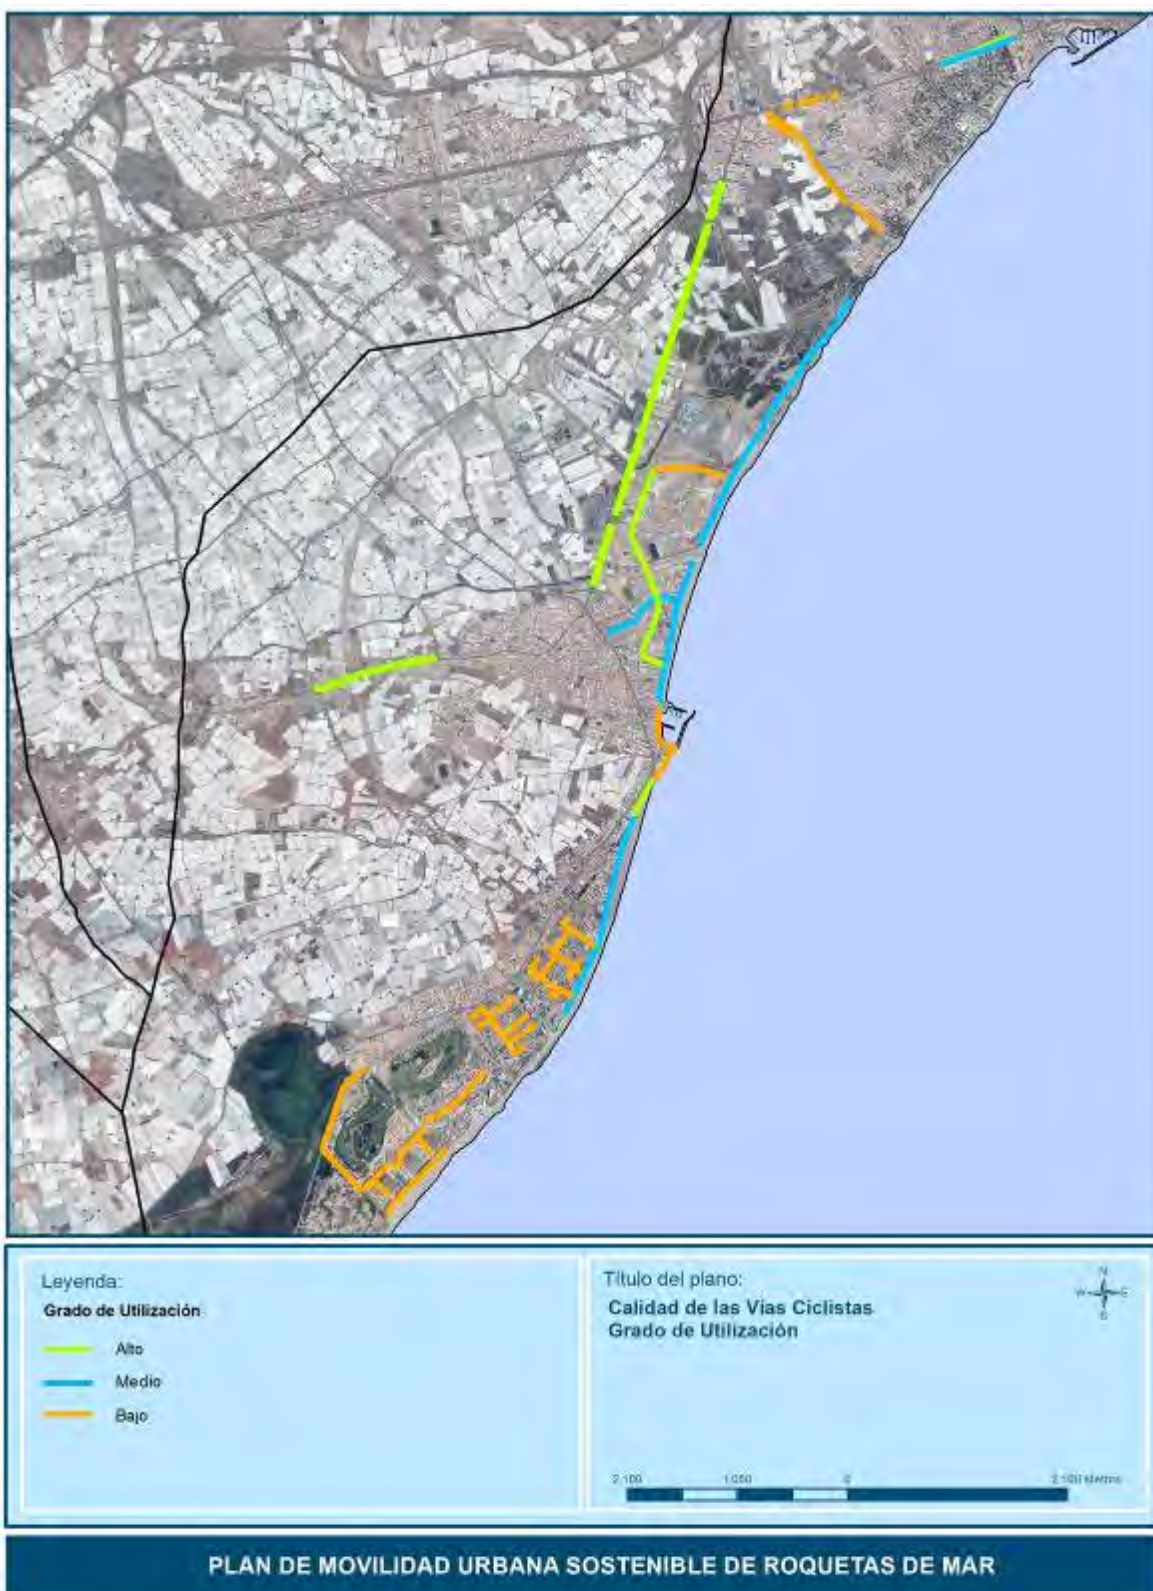 Leyenda:
Grado de Utilización
Alto
Medio
Bajo
Título del plano:
Calidad de las Vias Ciclistas
Grado de Utilización
N
W E
S
2.100 1.050 0 2.100 Metros
PLAN DE MOVILIDAD URBANA SOSTENIBLE DE ROQUETAS DE MAR